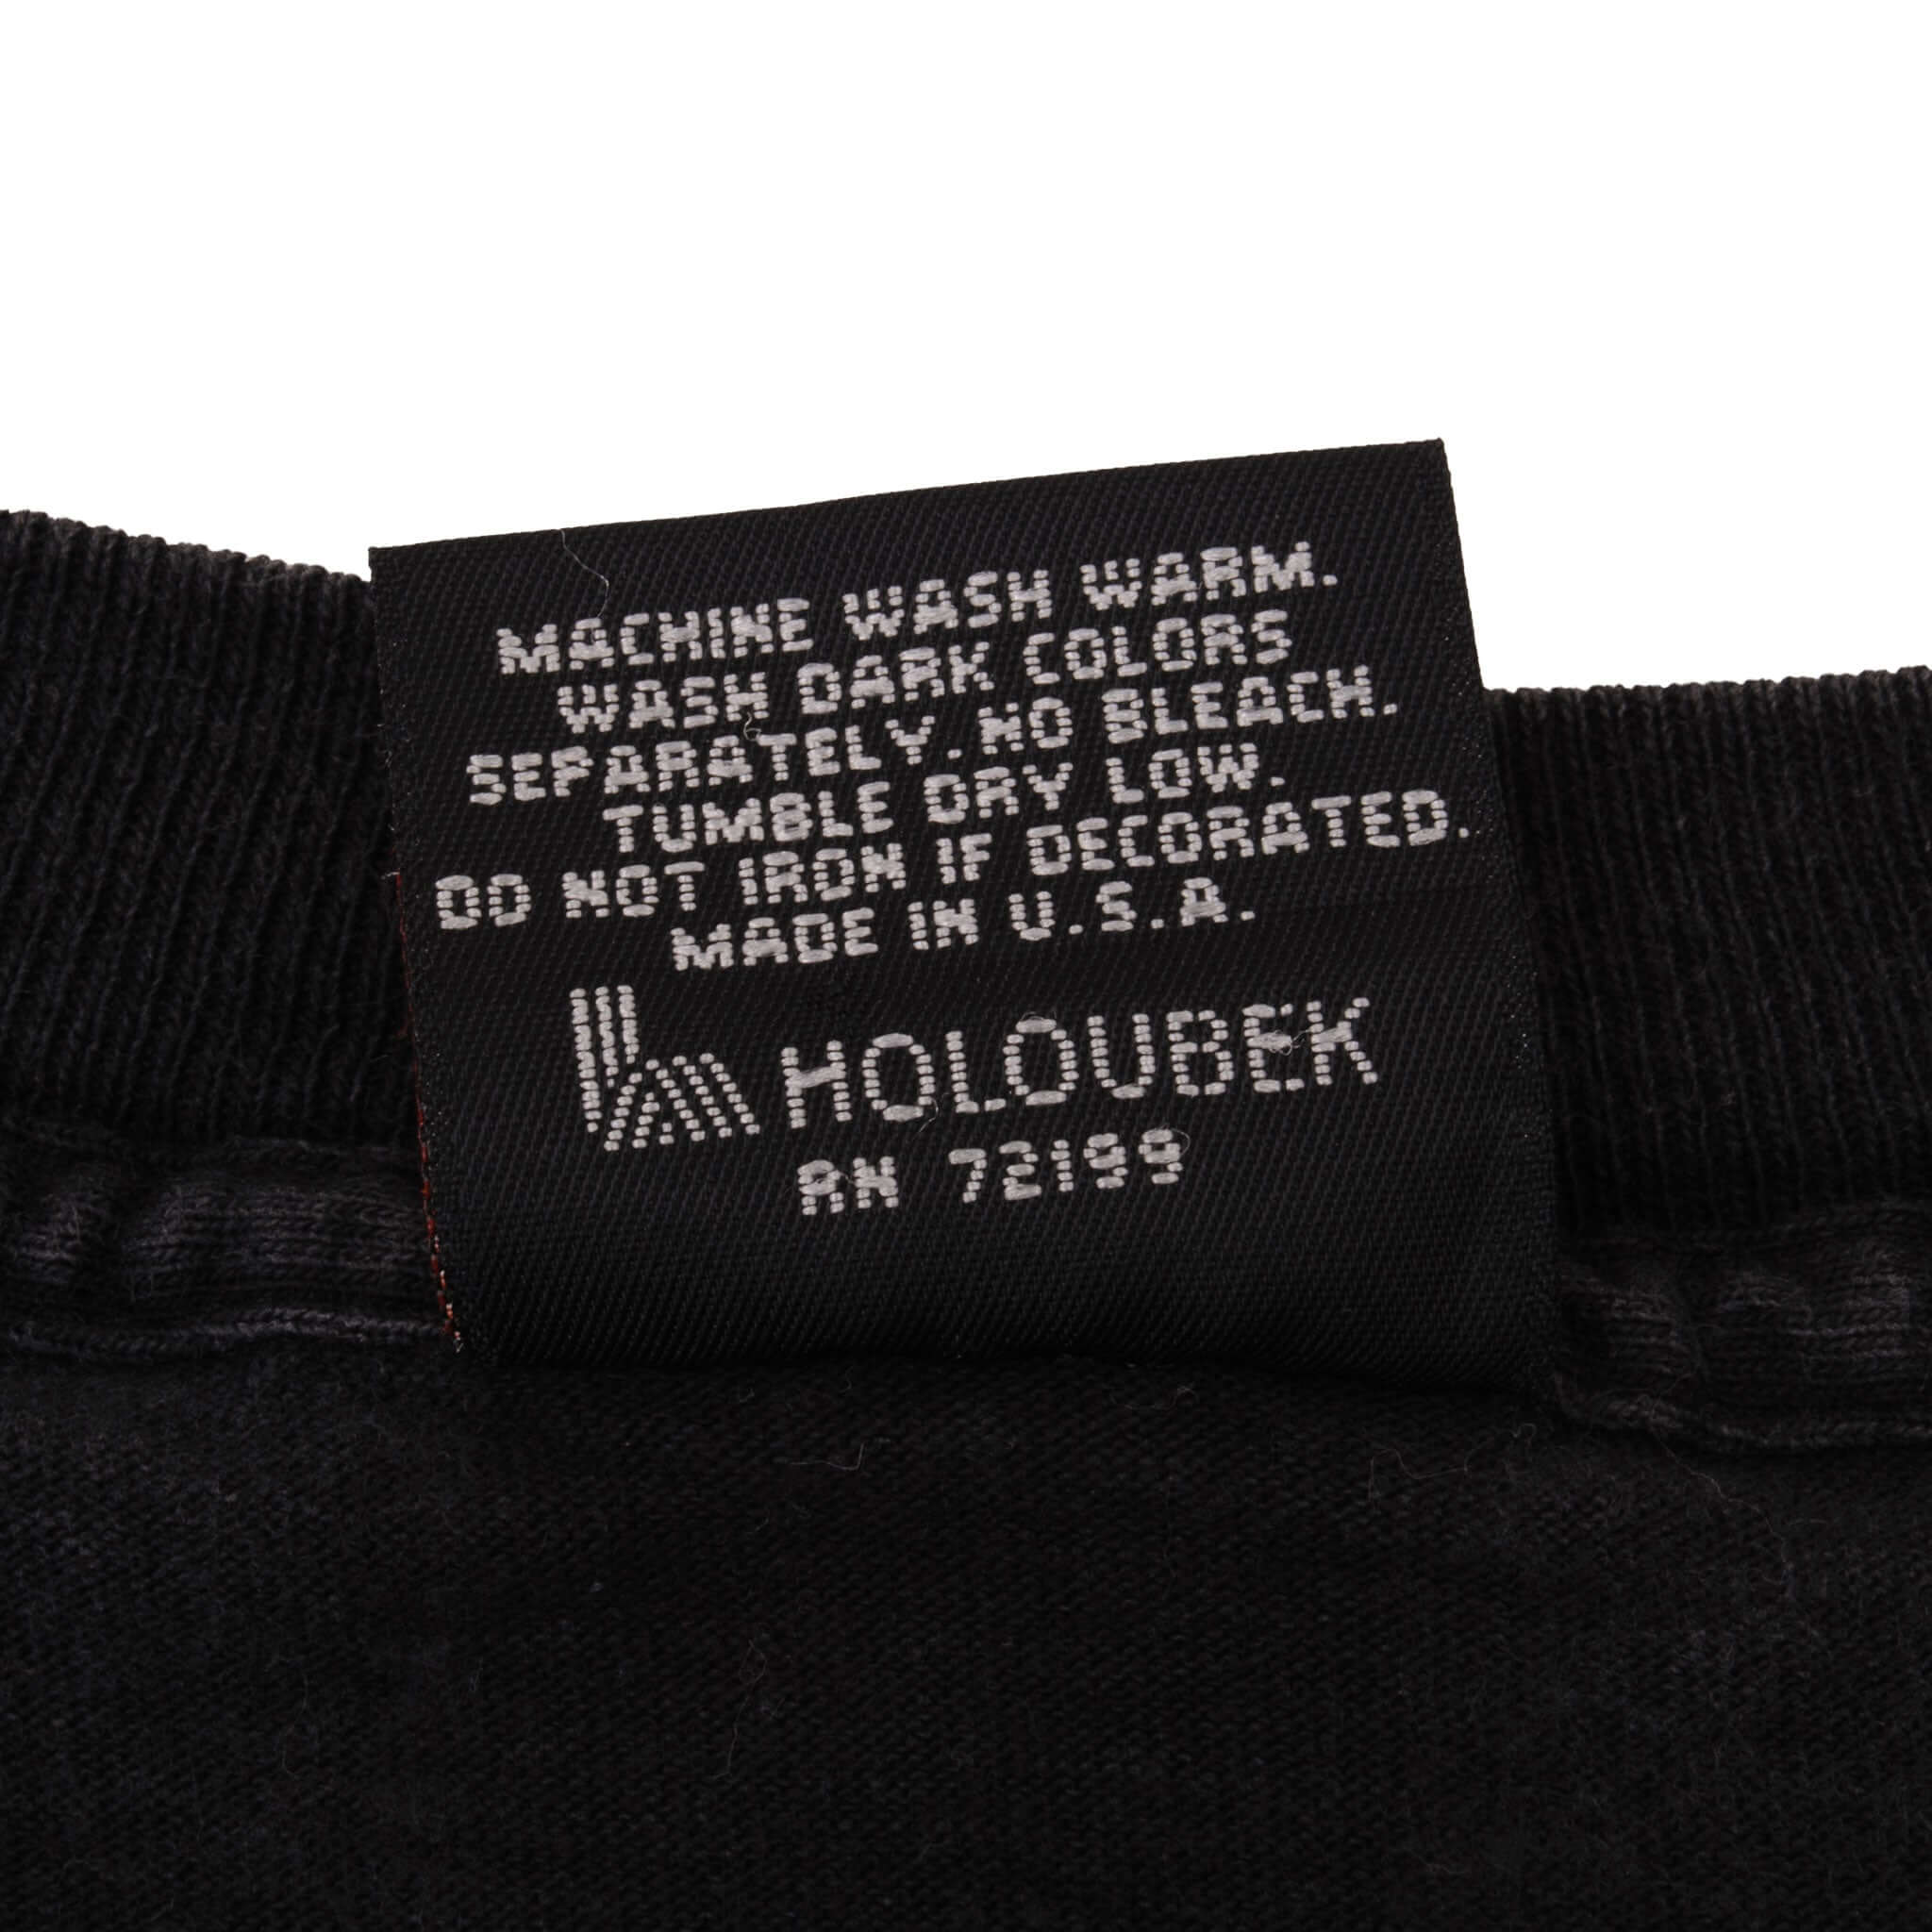 MACHINE WASH WARM.
WASH DARK COLORS
SEPARATELY. NO BLEACH.
TUMBLE DRY LOW.
DO NOT IRON IF DECORATED.
MADE IN U.S.A.
HOLOUBEK
RN 72199